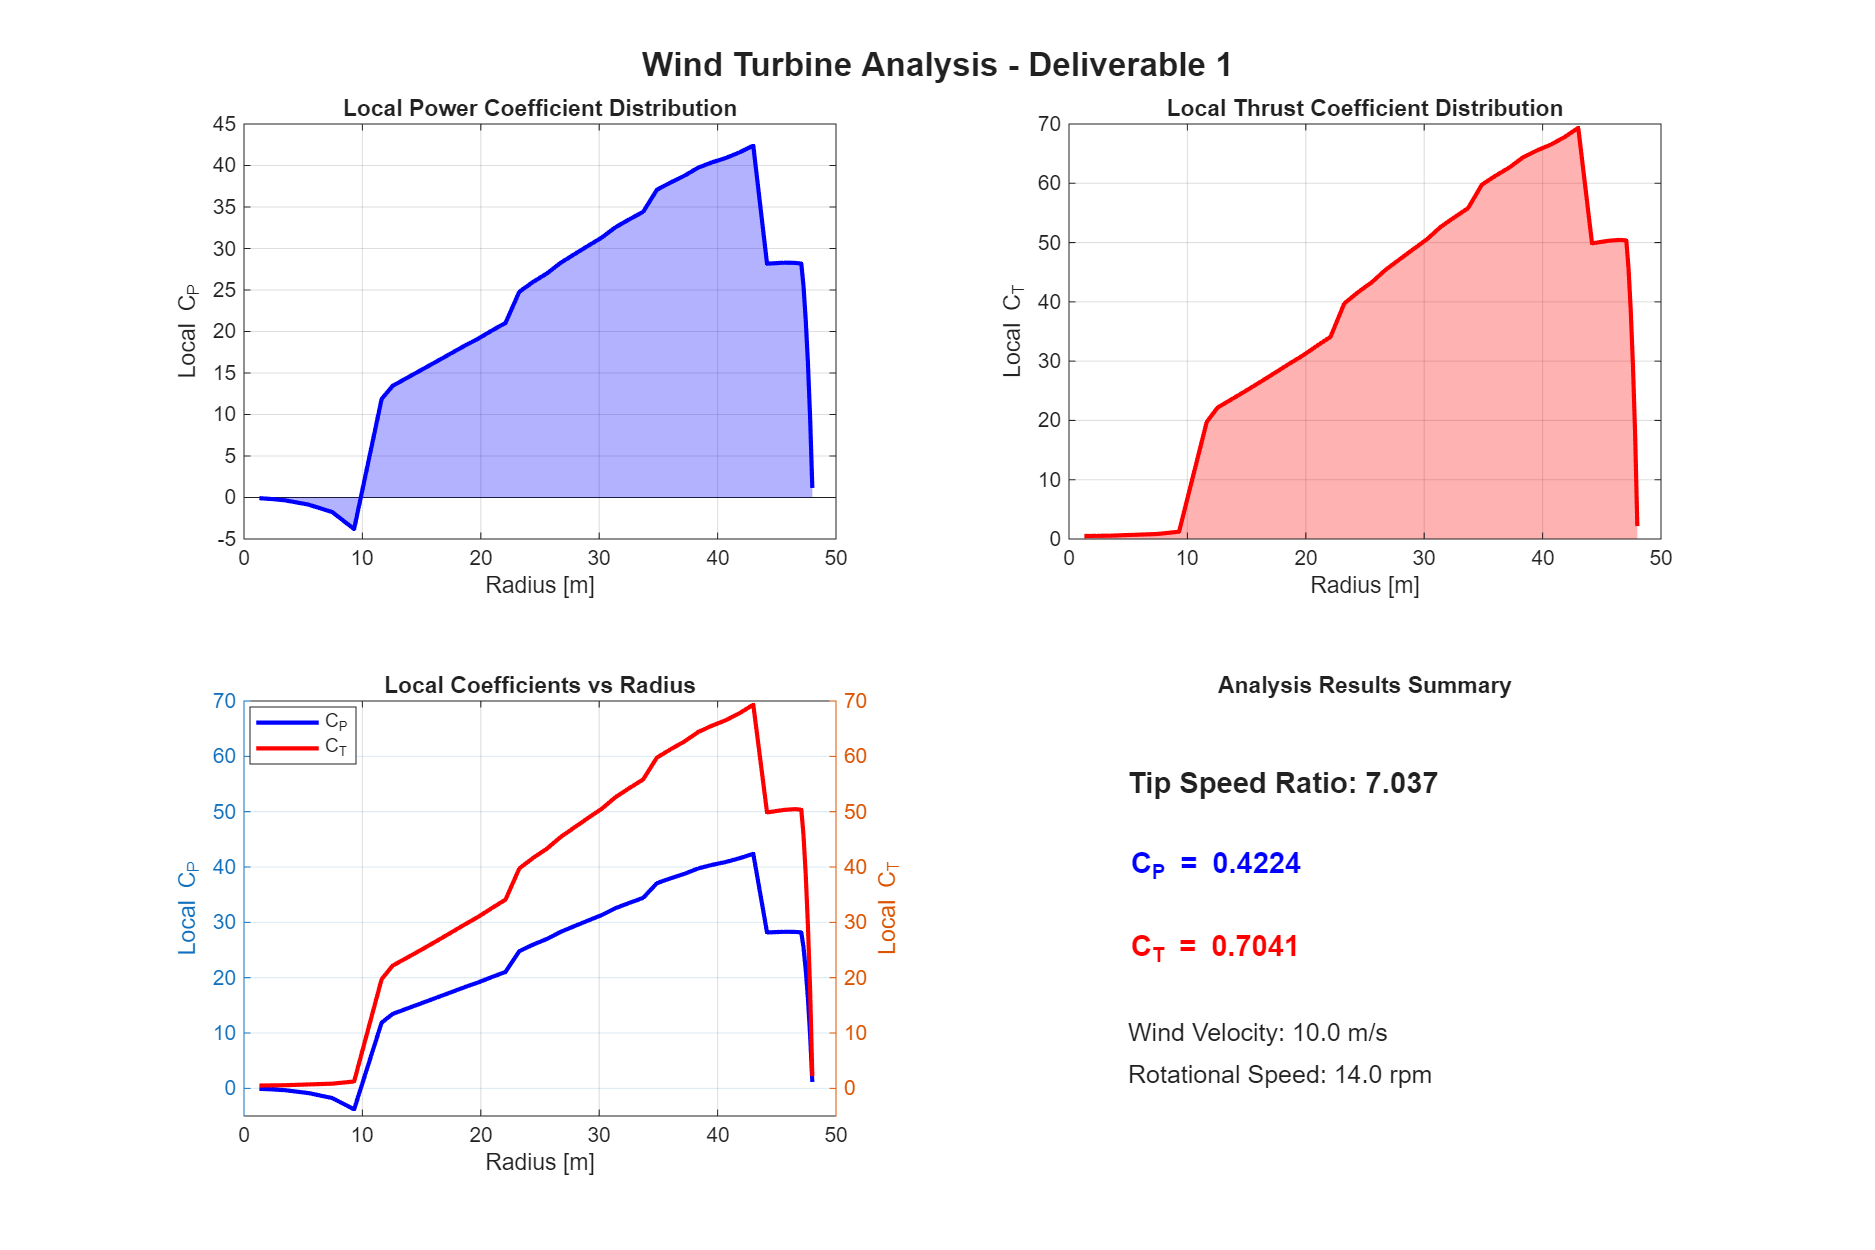 Wind Turbine Analysis - Deliverable 1
Local Power Coefficient Distribution
45
40
35
30
25
20
15
10
5
0
-5
Local C_P
0 10 20 30 40 50
Radius [m]
Local Thrust Coefficient Distribution
70
60
50
40
30
20
10
0
Local C_T
0 10 20 30 40 50
Radius [m]
Local Coefficients vs Radius
70
60
50
40
30
20
10
0
Local C_P
C_P
C_T
70
60
50
40
30
20
10
0
Local C_T
0 10 20 30 40 50
Radius [m]
Analysis Results Summary
Tip Speed Ratio: 7.037
C_P = 0.4224
C_T = 0.7041
Wind Velocity: 10.0 m/s
Rotational Speed: 14.0 rpm